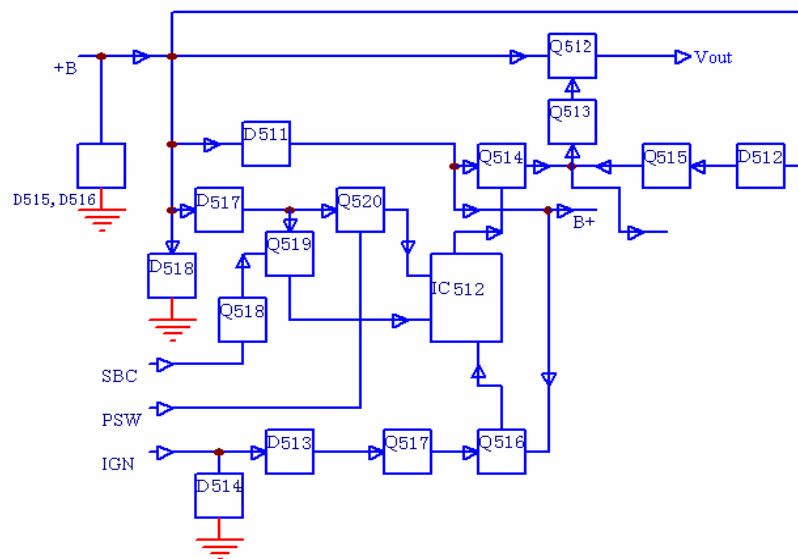 Q512
+B
Vout
Q513
D511
Q514
Q515
D512
D515, D516
D517
Q520
B+
Q519
D518
IC512
Q518
SBC
PSW
IGN
D513
Q517
Q516
D514